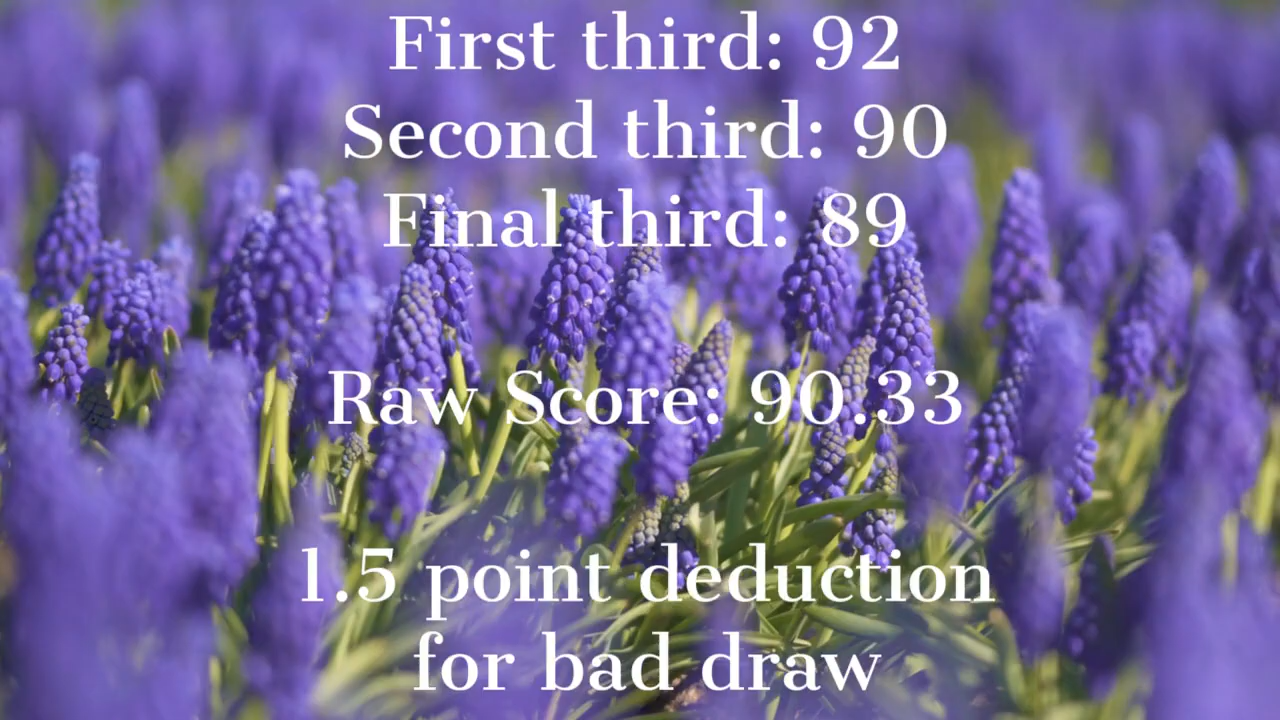 First third: 92
Second third: 90
Final third: 89
Raw Score: 90.33
1.5 point deduction
for bad draw